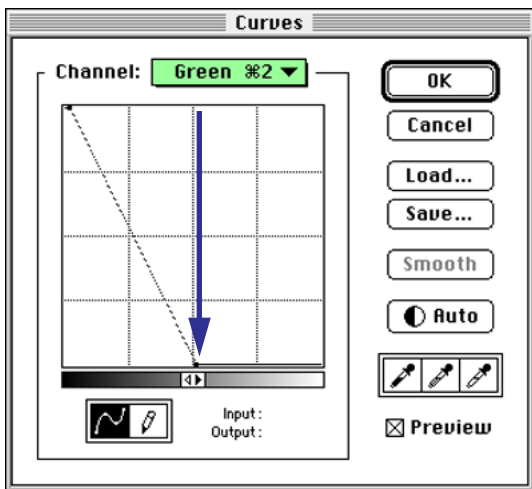 Curves
Channel: Green ⌘2
OK
Cancel
Load...
Save...
Smooth
Auto
Input:
Output:
Preview